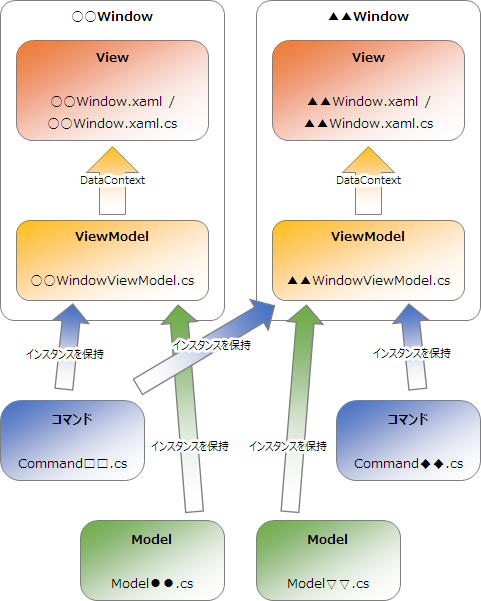 ○○Window
View
○○Window.xaml /
○○Window.xaml.cs
DataContext
ViewModel
○○WindowViewModel.cs
▲▲Window
View
▲▲Window.xaml /
▲▲Window.xaml.cs
DataContext
ViewModel
▲▲WindowViewModel.cs
インスタンスを保持
インスタンスを保持
インスタンスを保持
コマンド
Command□□.cs
インスタンスを保持
インスタンスを保持
コマンド
Command◆◆.cs
Model
Model●●.cs
Model
Model▽▽.cs